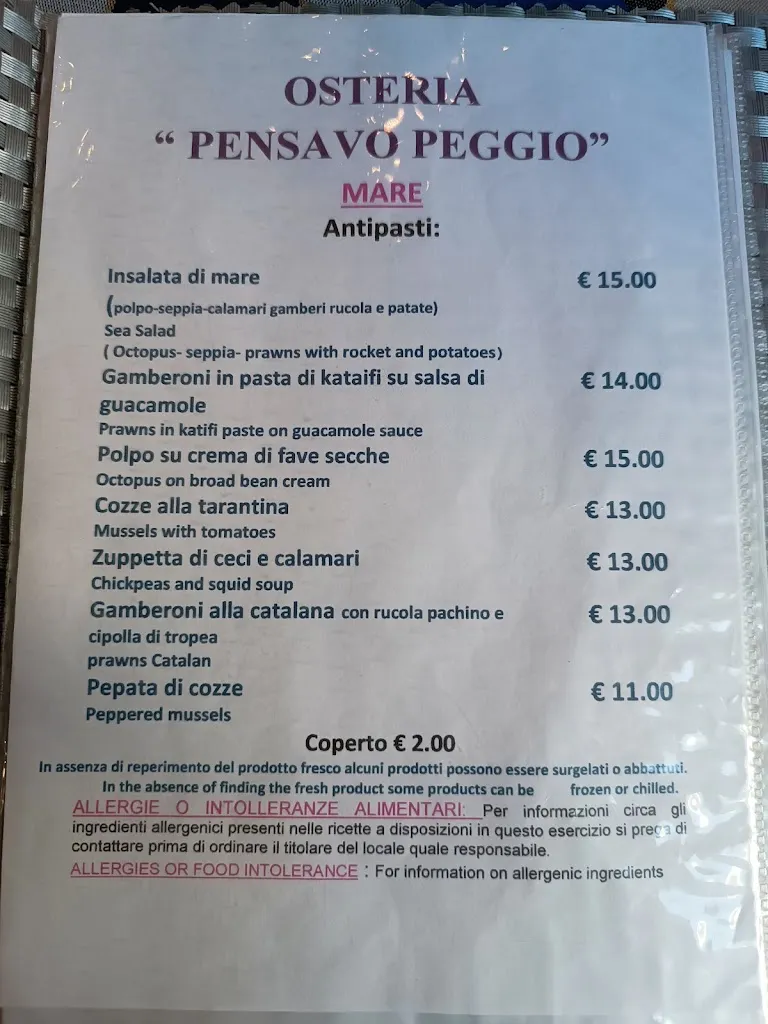 OSTERIA
“ PENSAVO PEGGIO”
MARE
Antipasti:
Insalata di mare € 15.00
(polpo-seppia-calamari gamberi rucola e patate)
Sea Salad
( Octopus- seppia- prawns with rocket and potatoes)
Gamberoni in pasta di kataifi su salsa di € 14.00
guacamole
Prawns in katifi paste on guacamole sauce
Polpo su crema di fave secche € 15.00
Octopus on broad bean cream
Cozze alla tarantina € 13.00
Mussels with tomatoes
Zuppetta di ceci e calamari € 13.00
Chickpeas and squid soup
Gamberoni alla catalana con rucola pachino e € 13.00
cipolla di tropea
prawns Catalan
Pepata di cozze € 11.00
Peppered mussels
Coperto € 2.00
In assenza di reperimento del prodotto fresco alcuni prodotti possono essere surgelati o abbattuti.
In the absence of finding the fresh product some products can be frozen or chilled.
ALLERGIE O INTOLLERANZE ALIMENTARI: Per informazioni circa gli
ingredienti allergenici presenti nelle ricette a disposizioni in questo esercizio si prega di
contattare prima di ordinare il titolare del locale quale responsabile.
ALLERGIES OR FOOD INTOLERANCE : For information on allergenic ingredients